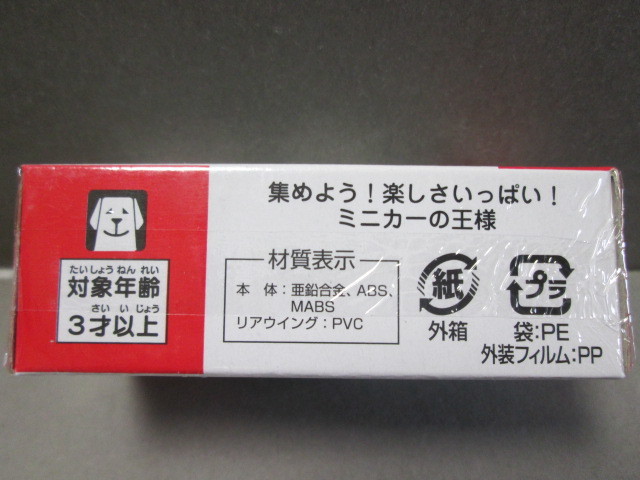 たいしょうねんれい
対象年齢
さいいじょう
3才以上
集めよう！楽しさいっぱい！
ミニカーの王様
材質表示
本　体：亜鉛合金、ABS、
MABS
リアウイング：PVC
紙
外箱
プラ
袋:PE
外装フィルム:PP